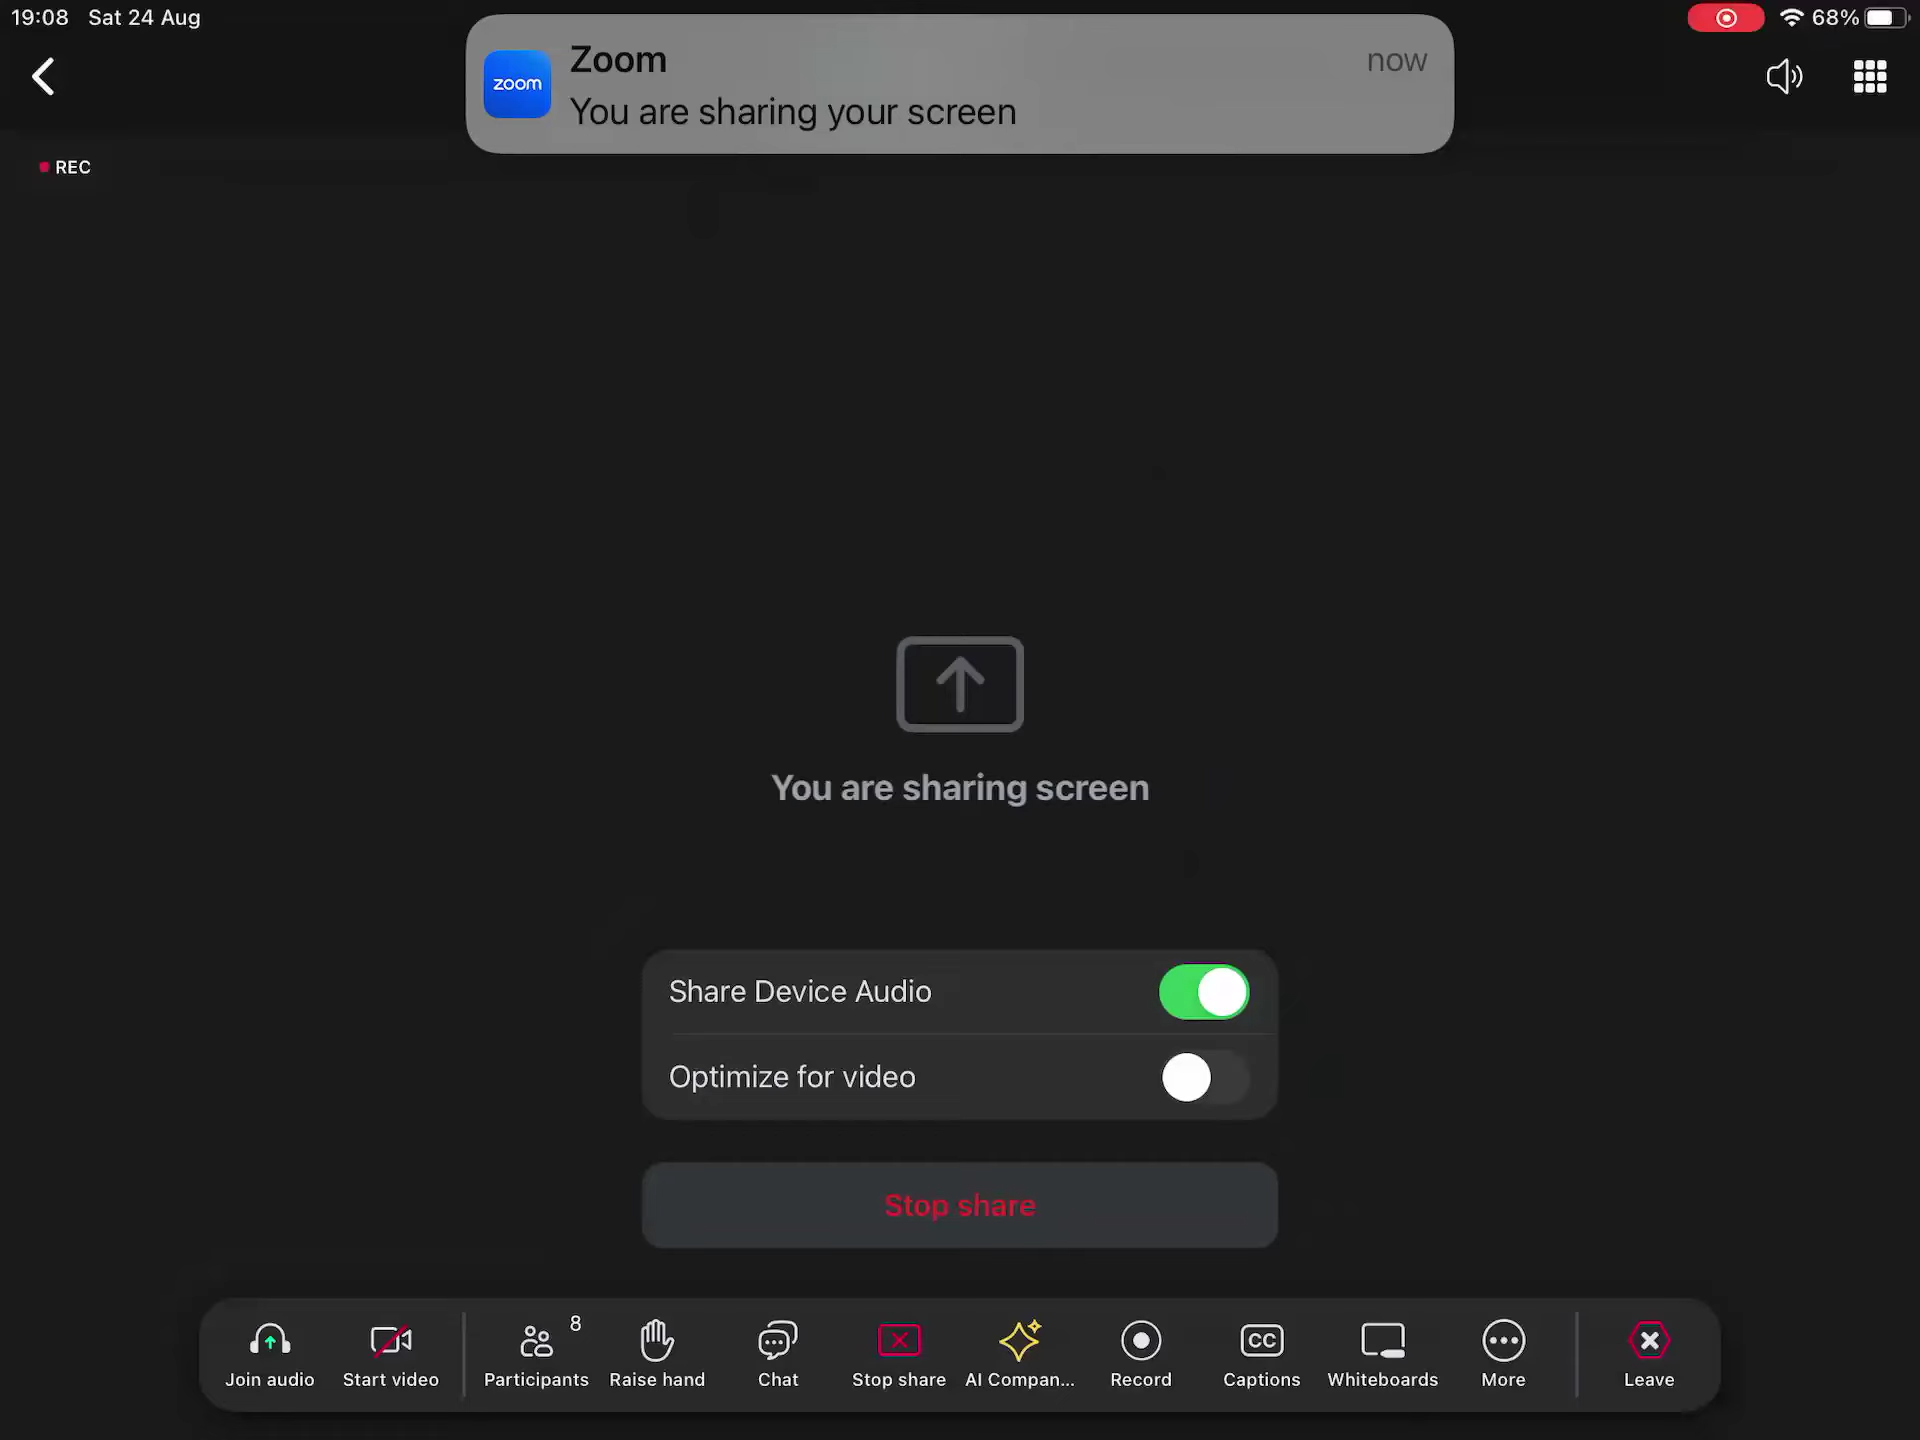 19:08 Sat 24 Aug
68%
zoom
Zoom
now
You are sharing your screen
REC
You are sharing screen
Share Device Audio
Optimize for video
Stop share
8
CC
Join audio
Start video
Participants
Raise hand
Chat
Stop share
AI Compan...
Record
Captions
Whiteboards
More
Leave